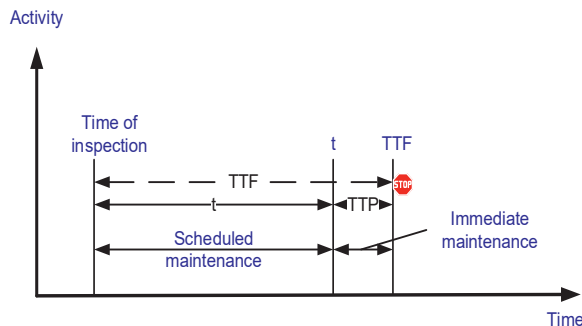 Activity
Time of
inspection
t
TTF
TTF
STOP
t
TTP
Scheduled
maintenance
Immediate
maintenance
Time